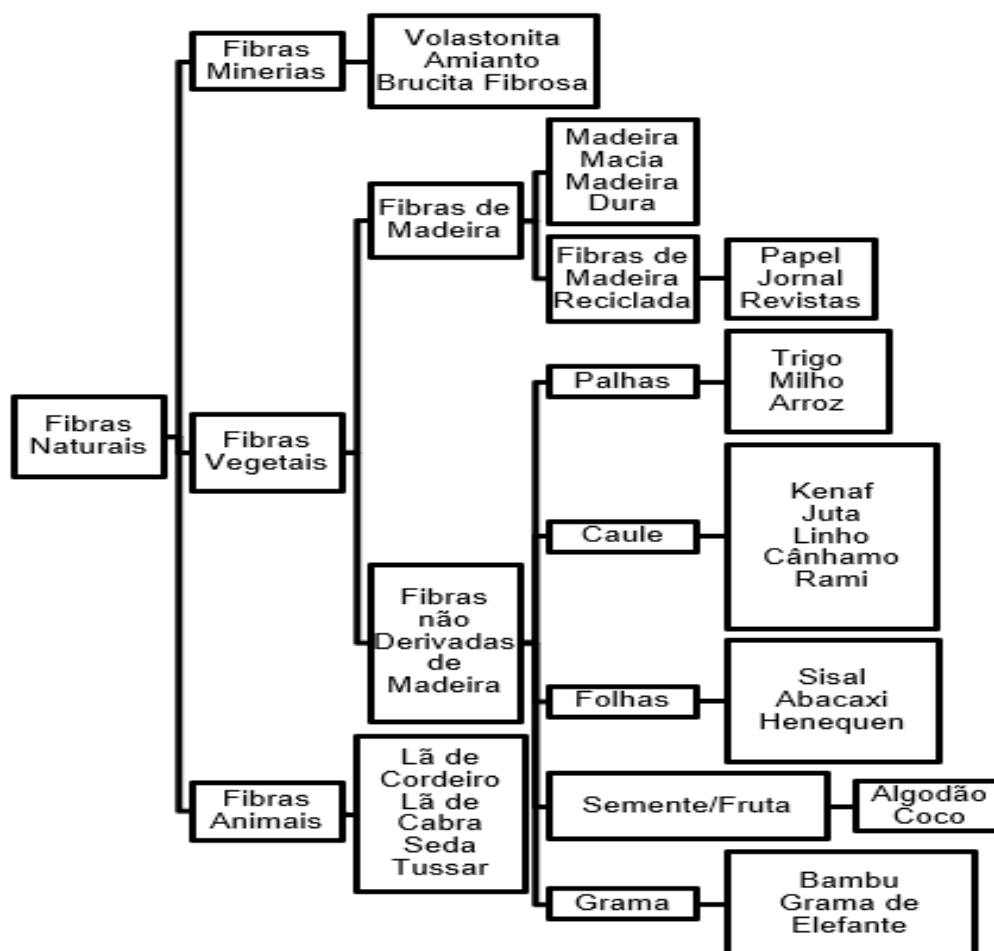 Fibras
Naturais
Fibras
Minerias
Volastonita
Amianto
Brucita Fibrosa
Fibras
Vegetais
Fibras de
Madeira
Madeira
Macia
Madeira
Dura
Fibras de
Madeira
Reciclada
Papel
Jornal
Revistas
Fibras
não
Derivadas
de
Madeira
Palhas
Trigo
Milho
Arroz
Caule
Kenaf
Juta
Linho
Cânhamo
Rami
Folhas
Sisal
Abacaxi
Henequen
Semente/Fruta
Algodão
Coco
Grama
Bambu
Grama de
Elefante
Fibras
Animais
Lã de
Cordeiro
Lã de
Cabra
Seda
Tussar